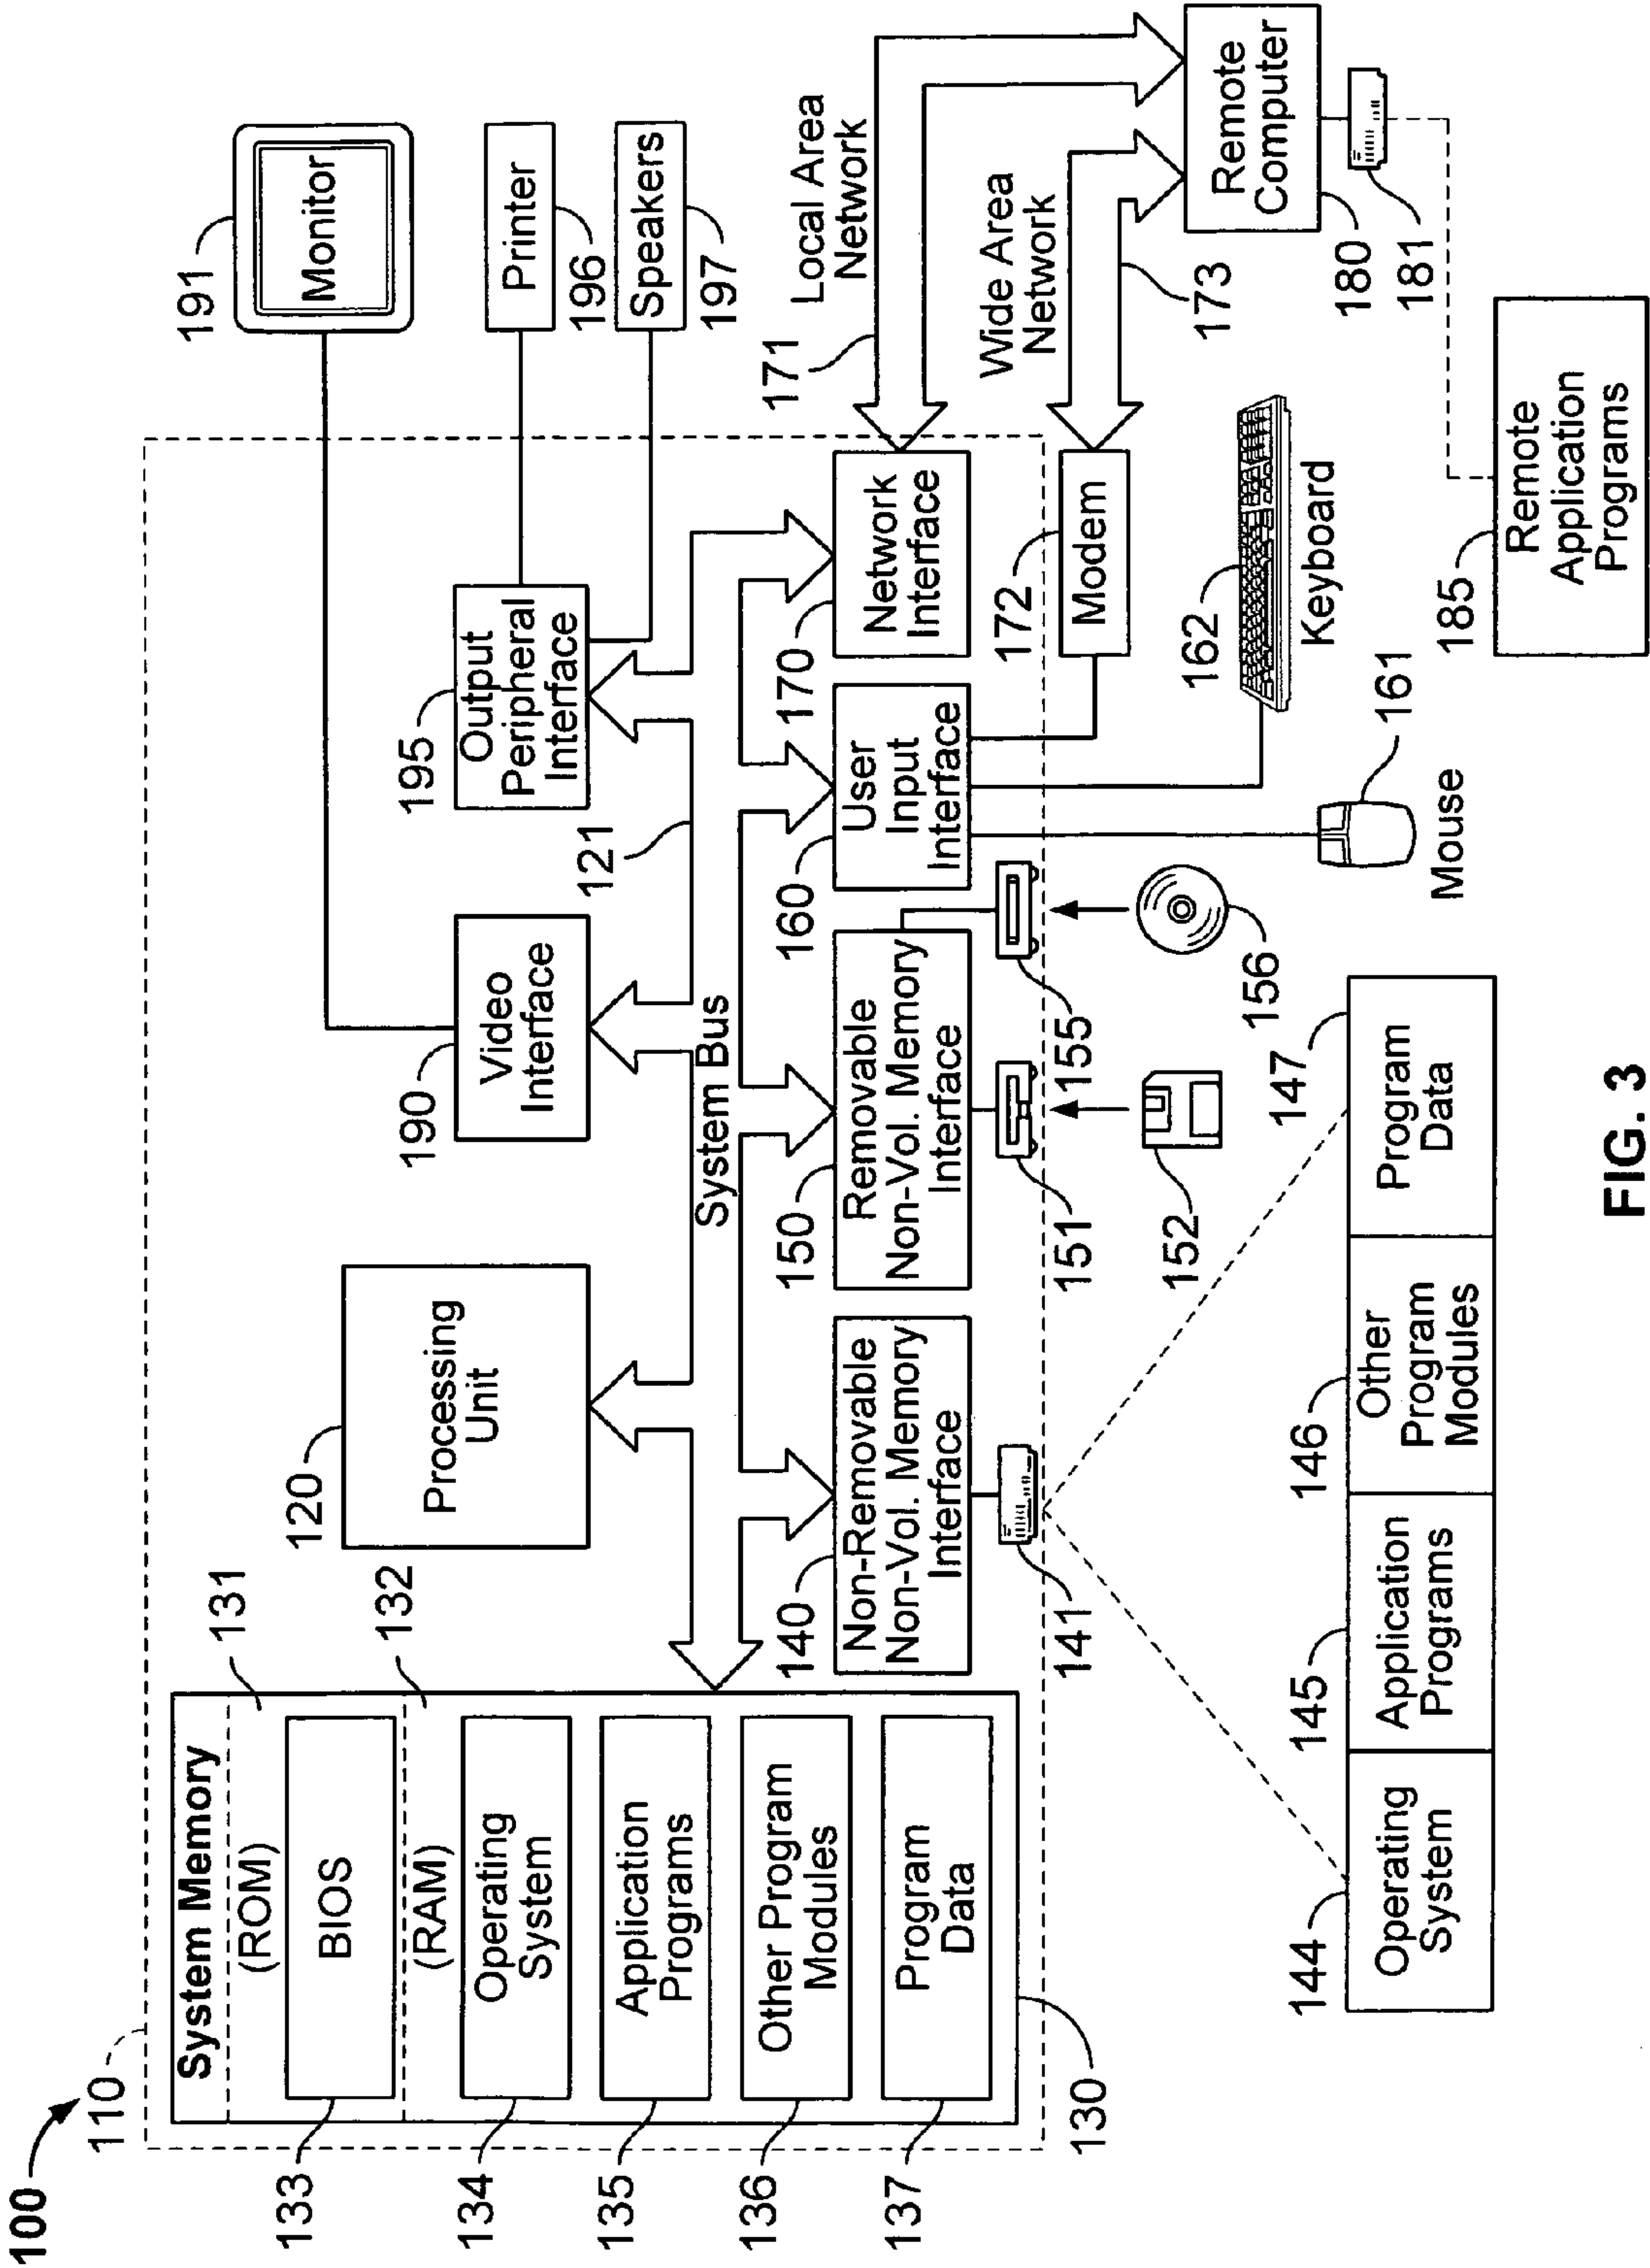 100
110
System Memory
(ROM)
131
BIOS
133
(RAM)
132
Operating
System
134
Application
Programs
135
Other Program
Modules
136
Program
Data
137
130
120
Processing
Unit
190
Video
Interface
195
Output
Peripheral
Interface
191
Monitor
Printer
196
Speakers
197
System Bus
121
140
Non-Removable
Non-Vol. Memory
Interface
141
150
Removable
Non-Vol. Memory
Interface
151
155
152
156
160
User
Input
Interface
170
Network
Interface
172
Modem
171
Local Area
Network
Wide Area
Network
173
Remote
Computer
180
181
162
Keyboard
161
Mouse
185
Remote
Application
Programs
144
Operating
System
145
Application
Programs
146
Other
Program
Modules
147
Program
Data
FIG. 3